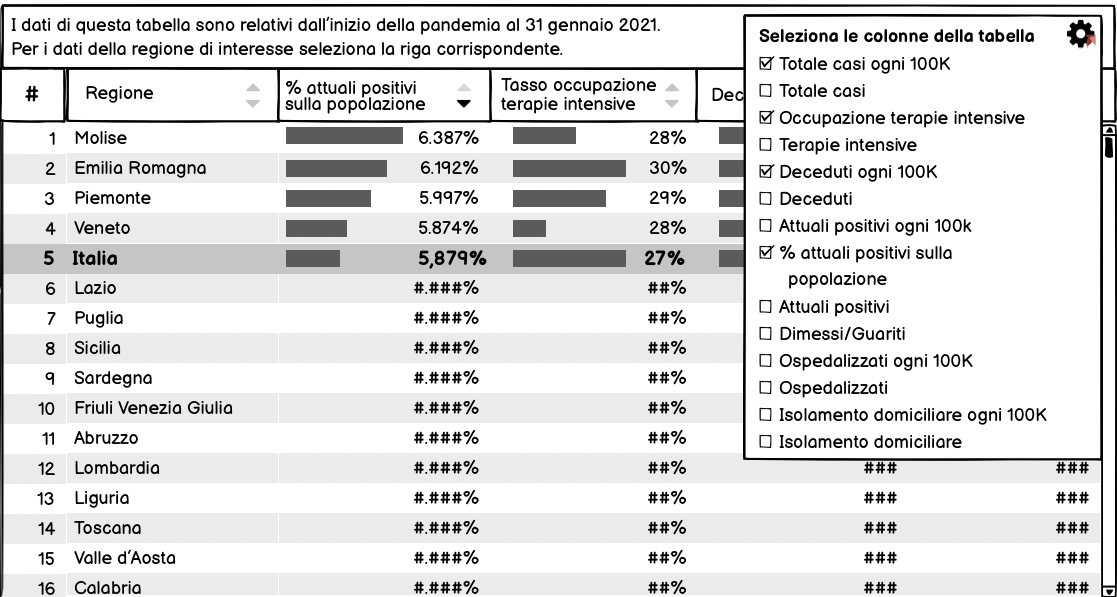 I dati di questa tabella sono relativi dall'inizio della pandemia al 31 gennaio 2021.
Per i dati della regione di interesse seleziona la riga corrispondente.
# Regione % attuali positivi sulla popolazione Tasso occupazione terapie intensive
1 Molise 6.387% 28%
2 Emilia Romagna 6.192% 30%
3 Piemonte 5.997% 29%
4 Veneto 5.874% 28%
5 Italia 5,879% 27%
6 Lazio #.###% ##%
7 Puglia #.###% ##%
8 Sicilia #.###% ##%
9 Sardegna #.###% ##%
10 Friuli Venezia Giulia #.###% ##%
11 Abruzzo #.###% ##%
12 Lombardia #.###% ##% ### ###
13 Liguria #.###% ##% ### ###
14 Toscana #.###% ##% ### ###
15 Valle d'Aosta #.###% ##% ### ###
16 Calabria #.###% ##% ### ###
Seleziona le colonne della tabella
Totale casi ogni 100K
Totale casi
Occupazione terapie intensive
Terapie intensive
Deceduti ogni 100K
Deceduti
Attuali positivi ogni 100k
% attuali positivi sulla
popolazione
Attuali positivi
Dimessi/Guariti
Ospedalizzati ogni 100K
Ospedalizzati
Isolamento domiciliare ogni 100K
Isolamento domiciliare